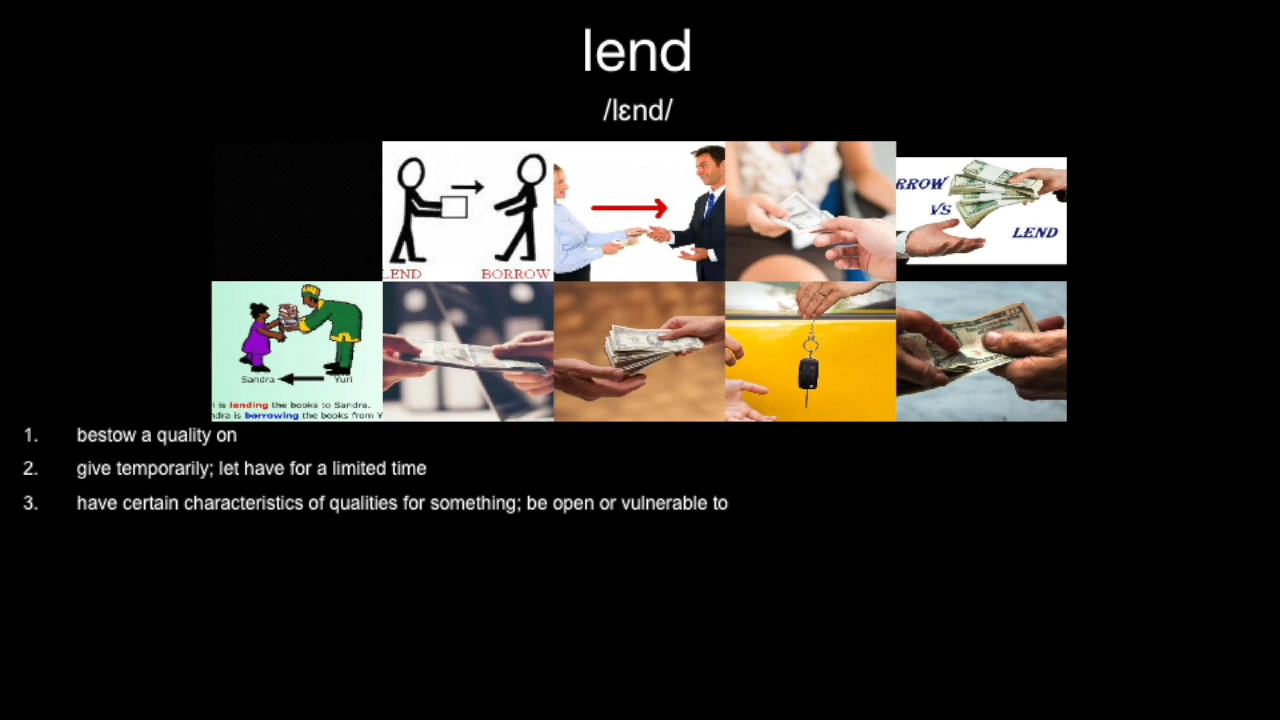 lend
/lɛnd/
LEND BORROW
RROW
VS
LEND
Sandra Yuri
is lending the books to Sandra.
ndra is borrowing the books from Y
1. bestow a quality on
2. give temporarily; let have for a limited time
3. have certain characteristics of qualities for something; be open or vulnerable to